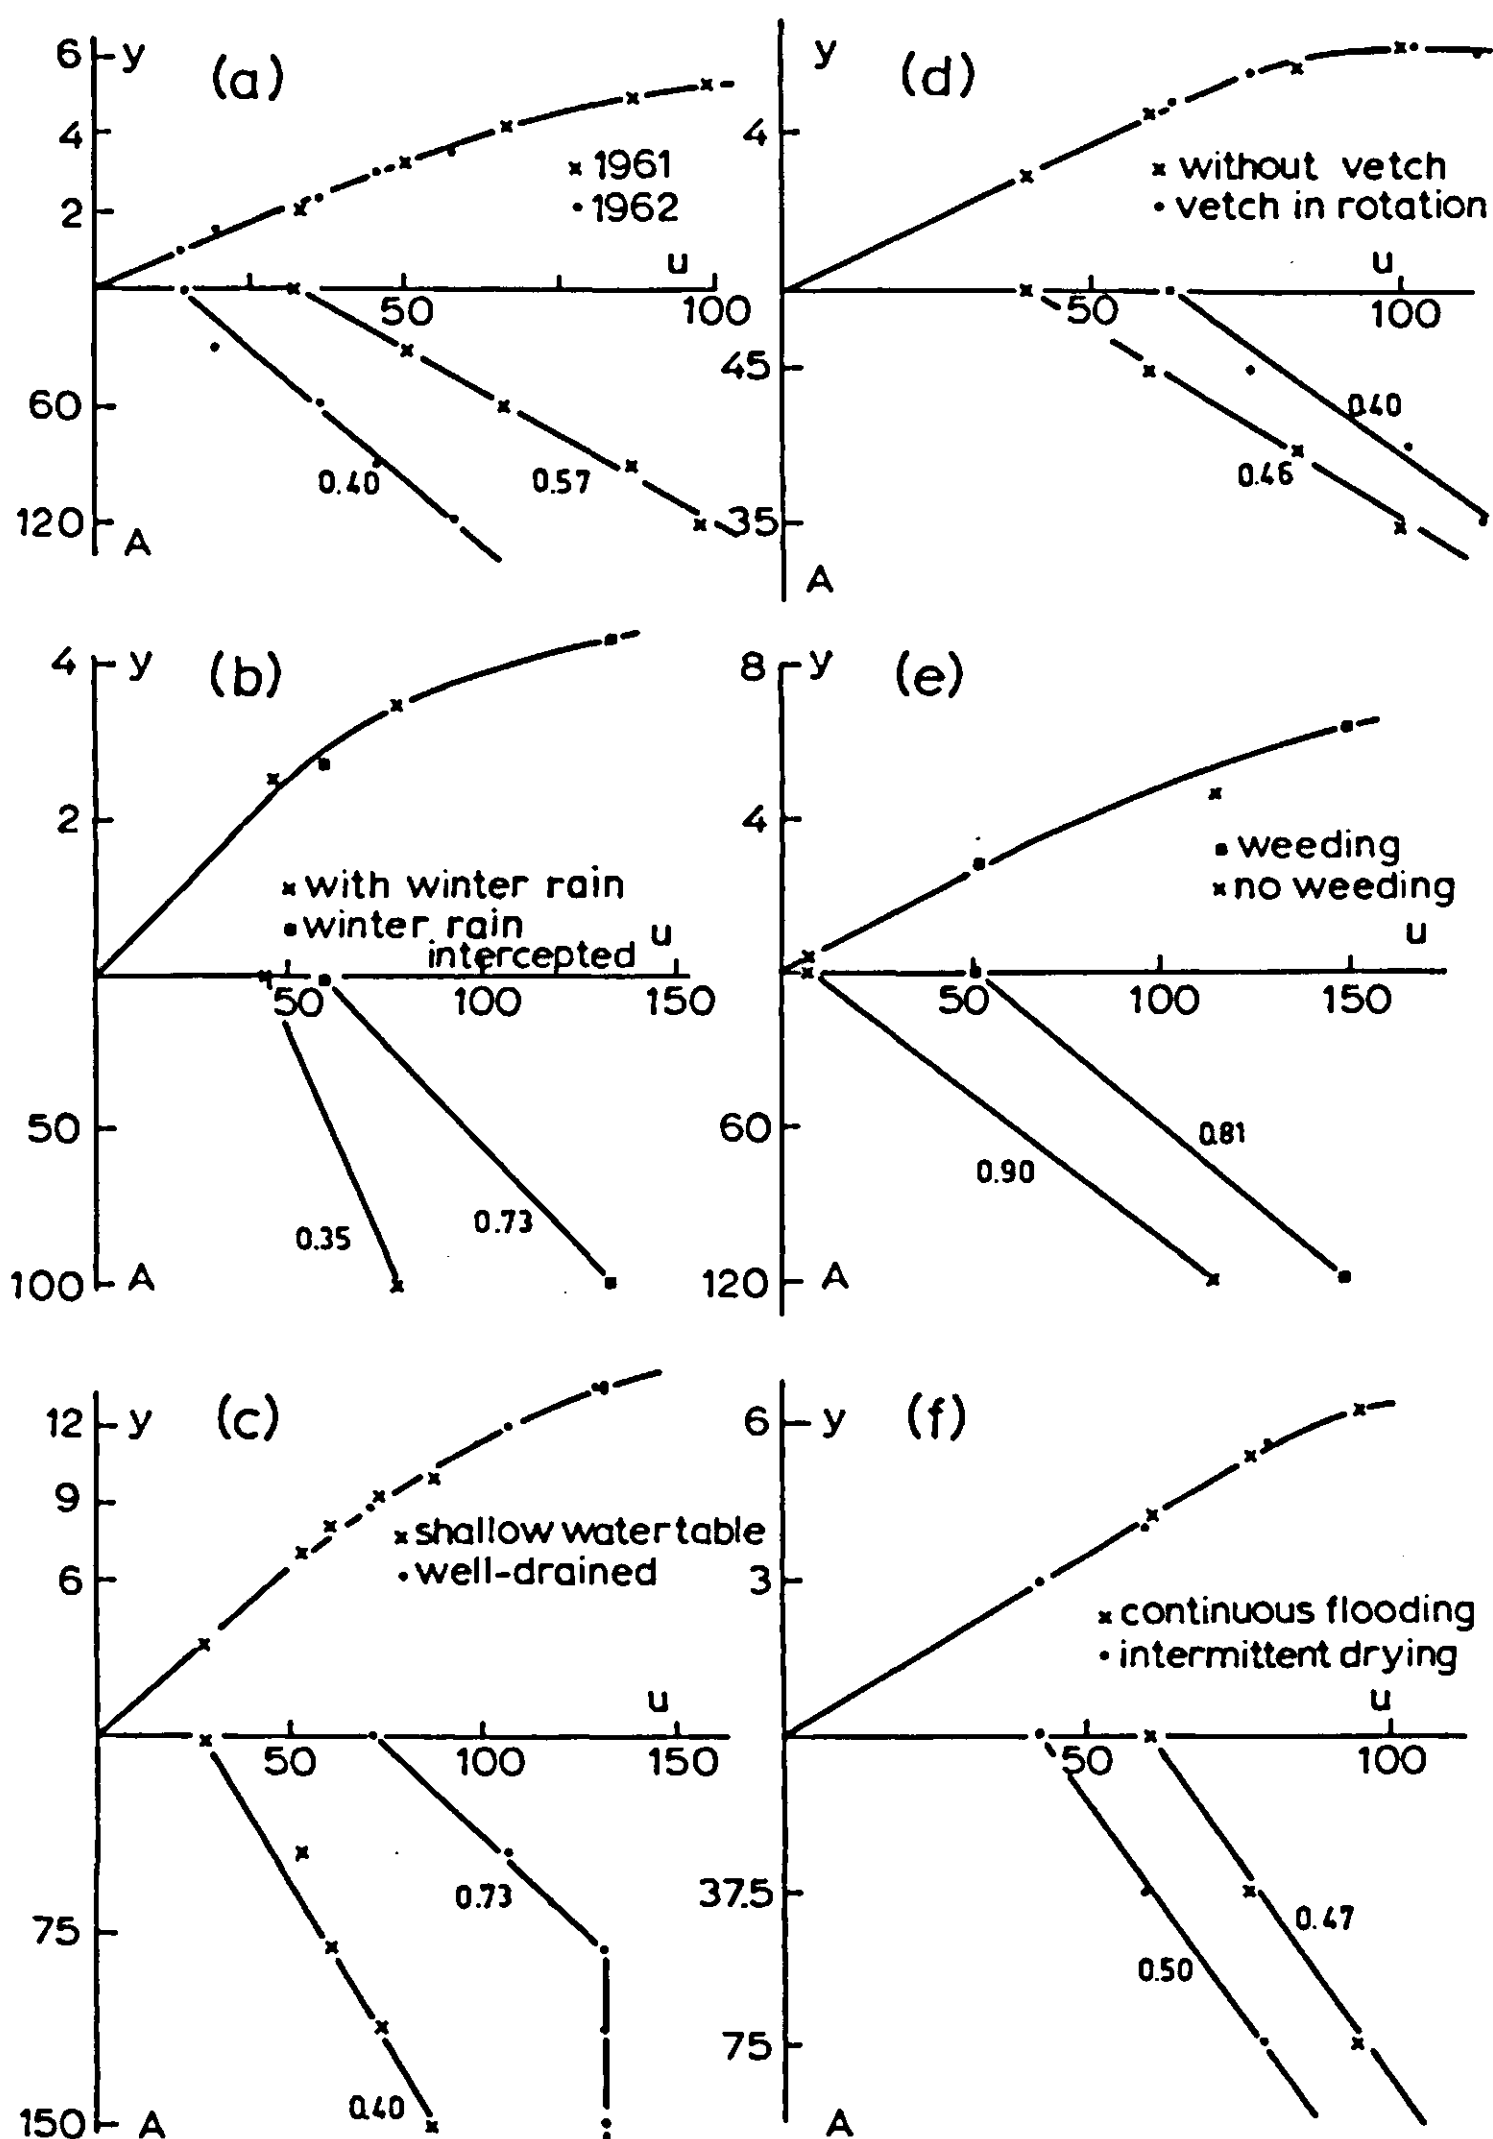 6 y (a)
4
2
× 1961
• 1962
u
50 100
60
120 A
0.40 0.57
y (d)
4
× without vetch
• vetch in rotation
u
50 100
45
35
A
0.40
0.46
4 y (b)
2
× with winter rain
▪ winter rain
intercepted
u
50 100 150
50
100 A
0.35 0.73
8 y (e)
4
▪ weeding
× no weeding
u
50 100 150
60
120 A
0.81
0.90
12 y (c)
9
6
× shallow water table
• well-drained
u
50 100 150
75
150 A
0.73
0.40
6 y (f)
3
× continuous flooding
• intermittent drying
u
50 100
37.5
75
A
0.47
0.50